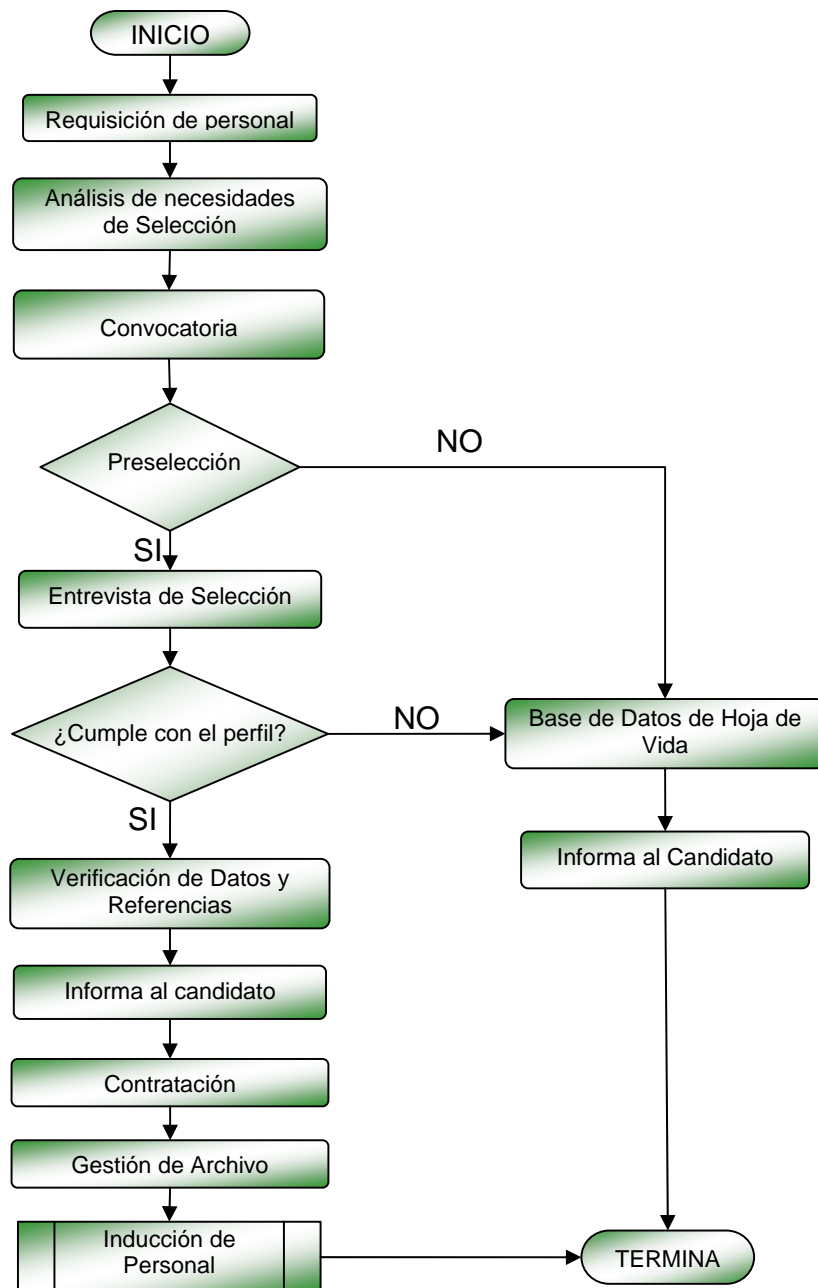 INICIO
Requisición de personal
Análisis de necesidades
de Selección
Convocatoria
Preselección
NO
SI
Entrevista de Selección
¿Cumple con el perfil?
NO
Base de Datos de Hoja de
Vida
SI
Informa al Candidato
Verificación de Datos y
Referencias
Informa al candidato
Contratación
Gestión de Archivo
Inducción de
Personal
TERMINA